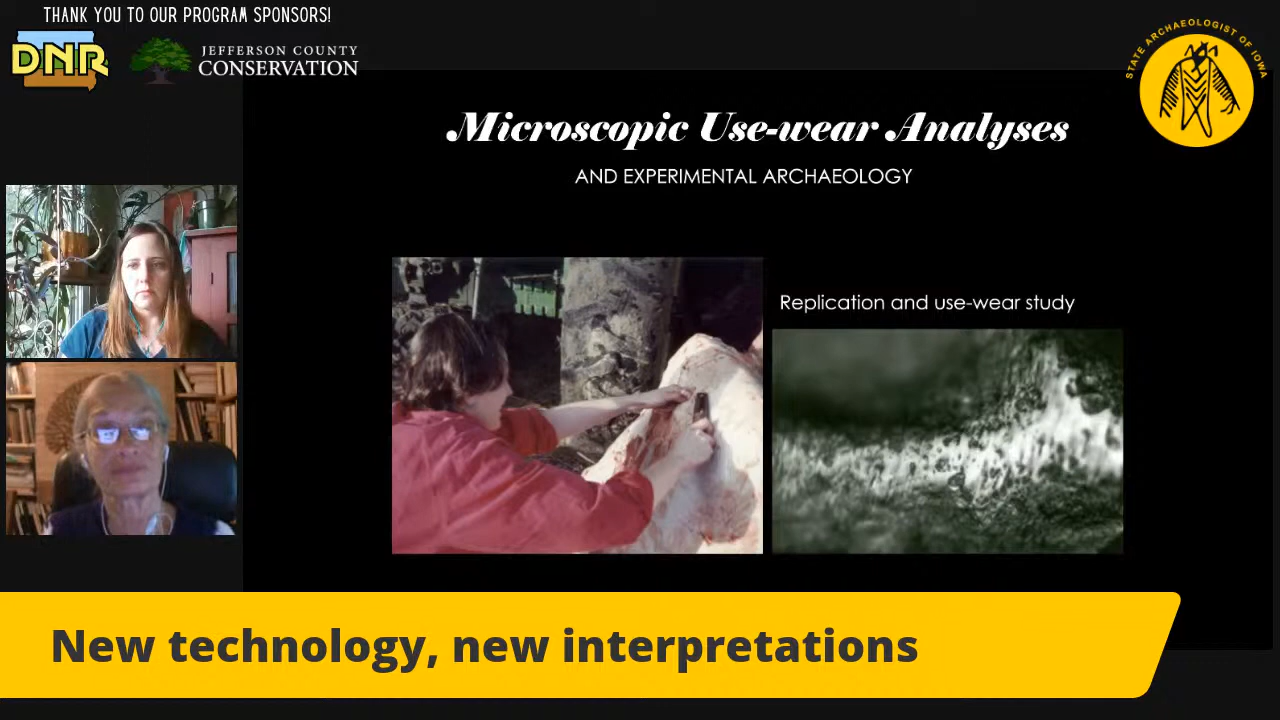 THANK YOU TO OUR PROGRAM SPONSORS!
DNR
JEFFERSON COUNTY
CONSERVATION
STATE ARCHAEOLOGIST OF IOWA
Microscopic Use-wear Analyses
AND EXPERIMENTAL ARCHAEOLOGY
Replication and use-wear study
New technology, new interpretations